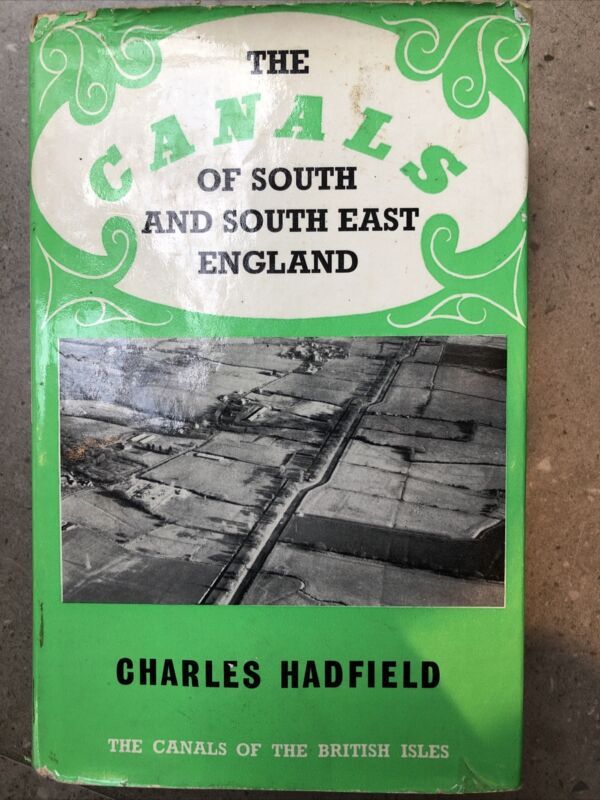 THE
CANALS
OF SOUTH
AND SOUTH EAST
ENGLAND
CHARLES HADFIELD
THE CANALS OF THE BRITISH ISLES